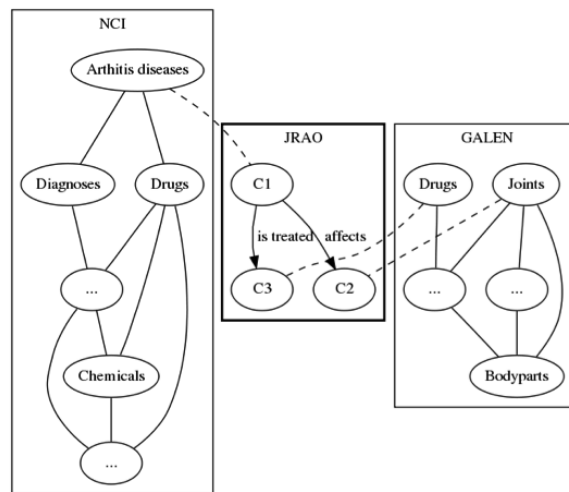 NCI
Arthitis diseases
Diagnoses
Drugs
...
Chemicals
...
JRAO
C1
is treated
affects
C3
C2
GALEN
Drugs
Joints
...
...
Bodyparts